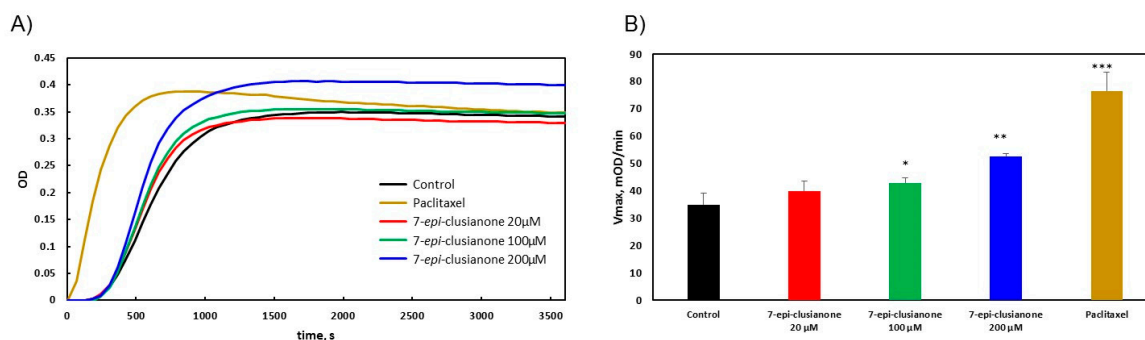 A)
0.45
0.4
0.35
0.3
0.25
0.2
0.15
0.1
0.05
0
OD
0 500 1000 1500 2000 2500 3000 3500
time, s
Control
Paclitaxel
7-epi-clusianone 20µM
7-epi-clusianone 100µM
7-epi-clusianone 200µM
B)
90
80
70
60
50
40
30
20
10
0
Vmax, mOD/min
*
**
***
Control
7-epi-clusianone
20 µM
7-epi-clusianone
100 µM
7-epi-clusianone
200 µM
Paclitaxel